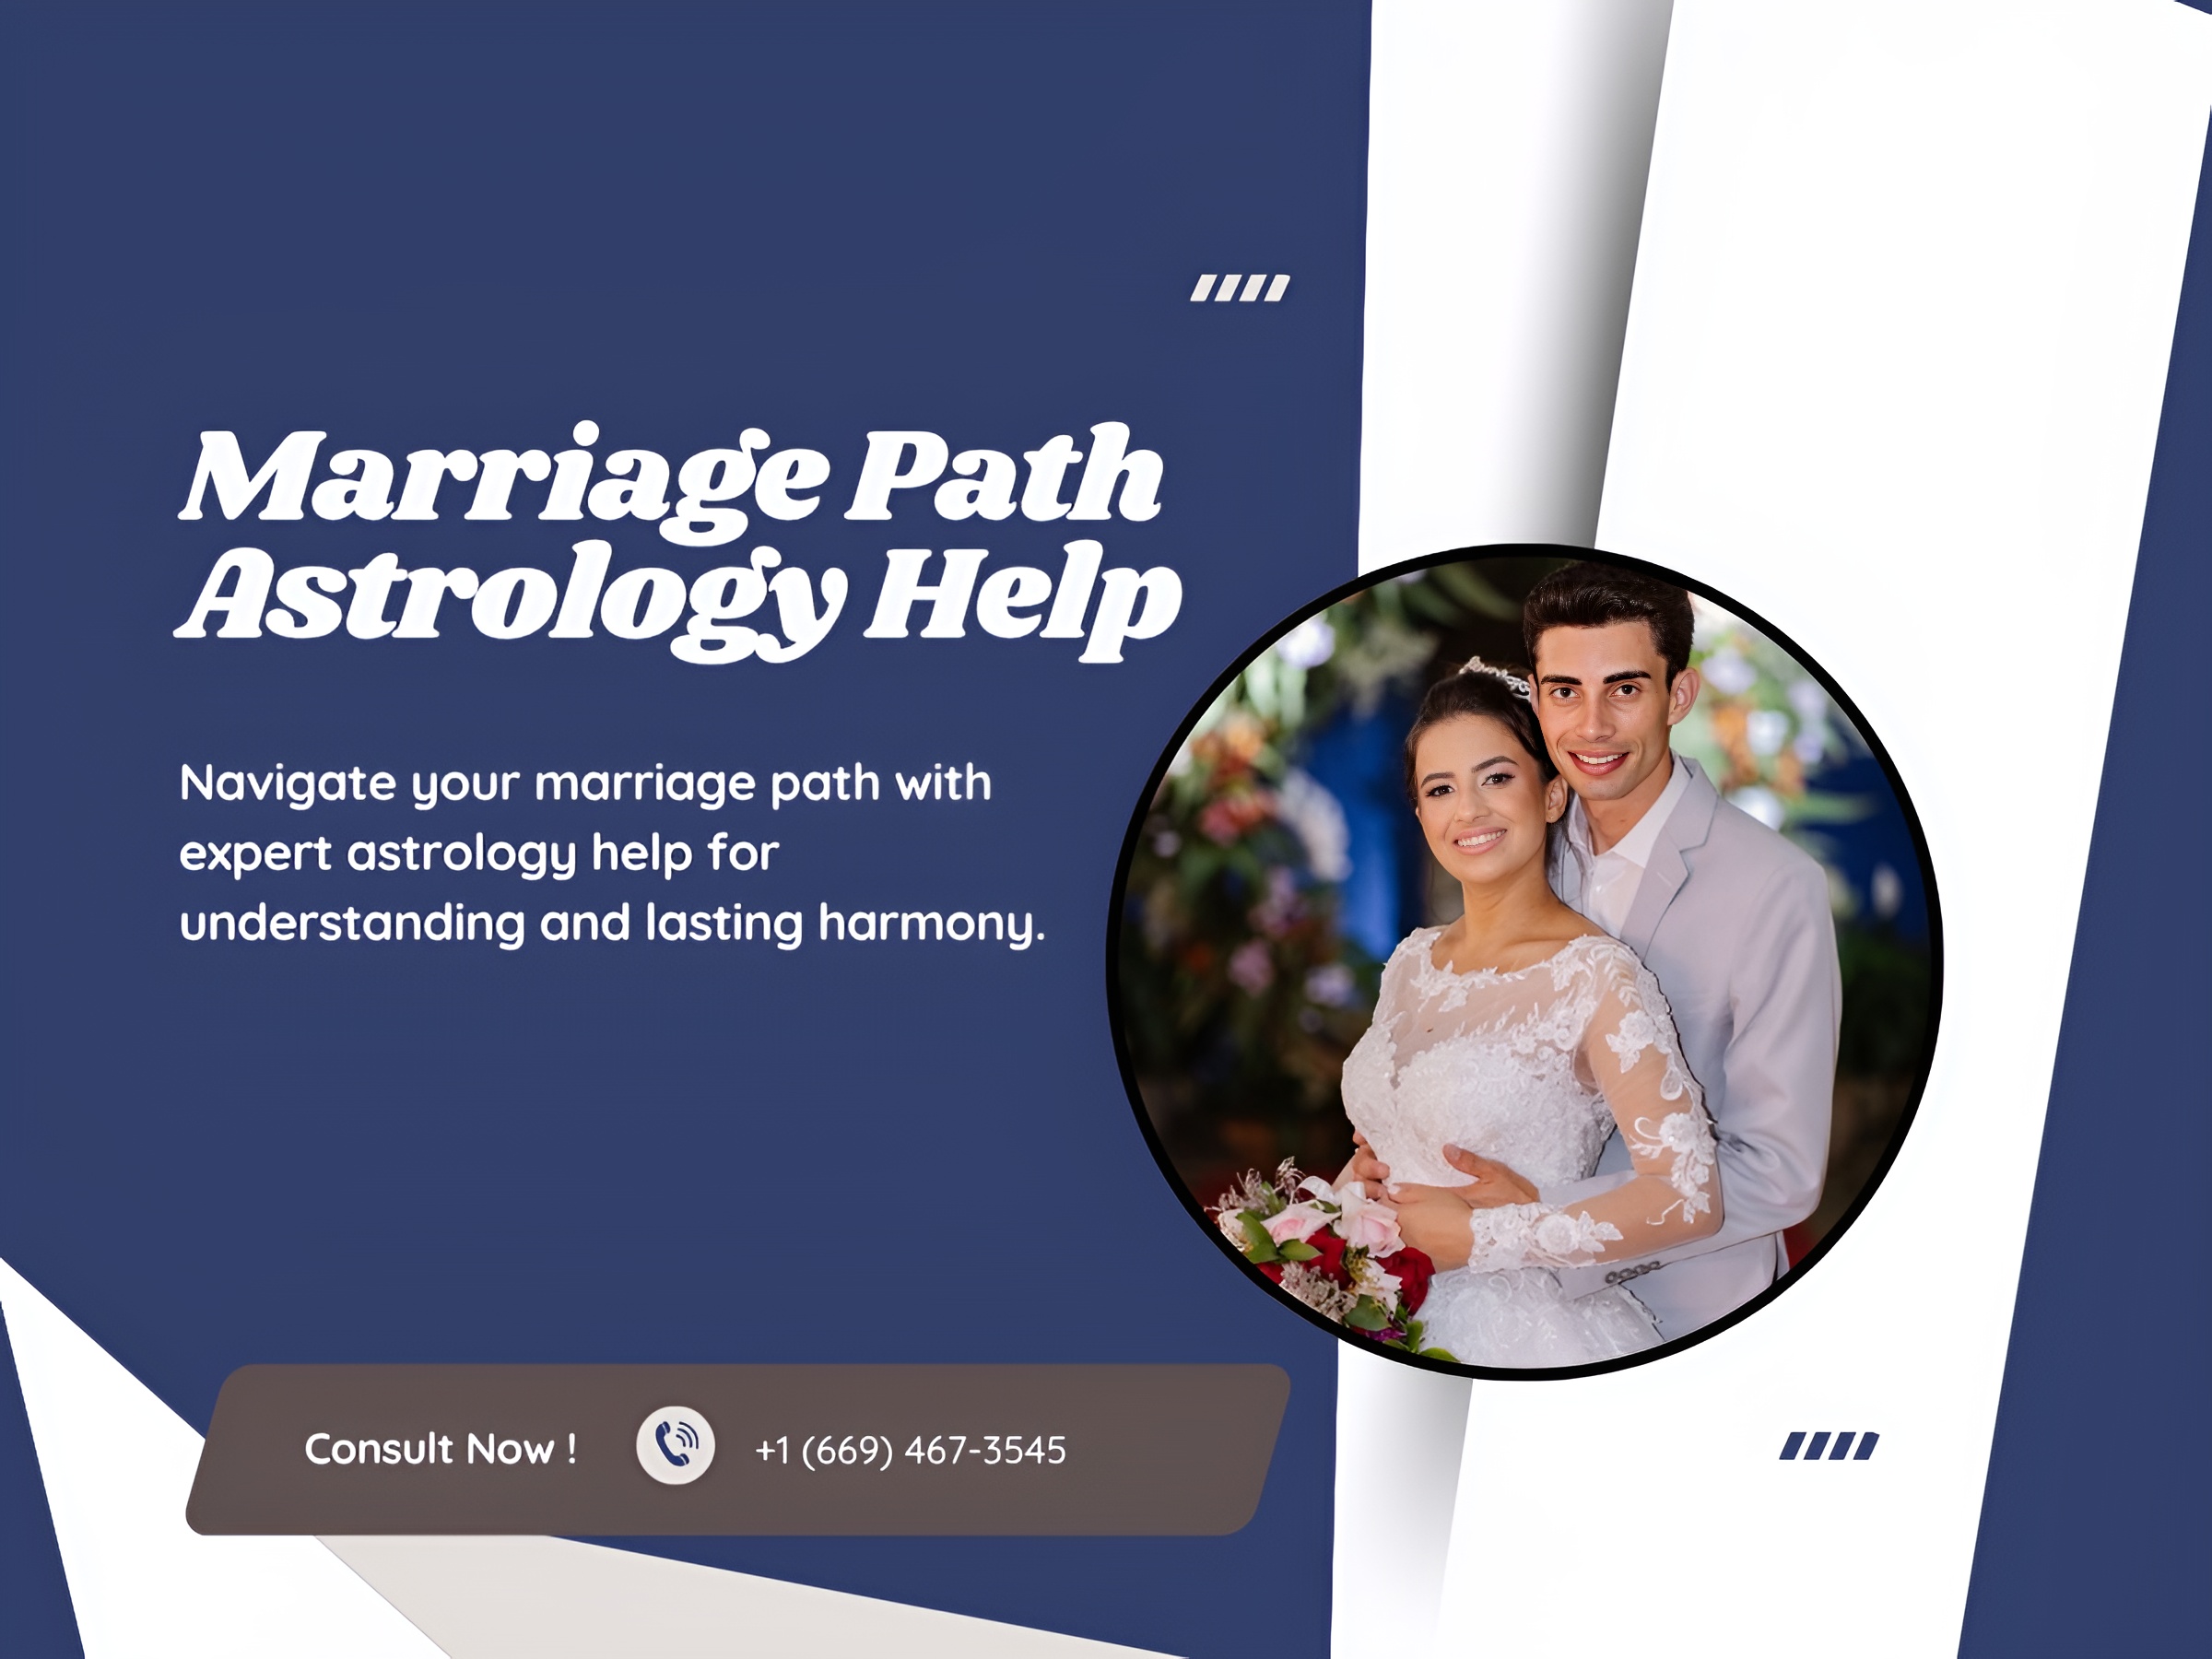 Marriage Path
Astrology Help
Navigate your marriage path with
expert astrology help for
understanding and lasting harmony.
Consult Now ! +1 (669) 467-3545